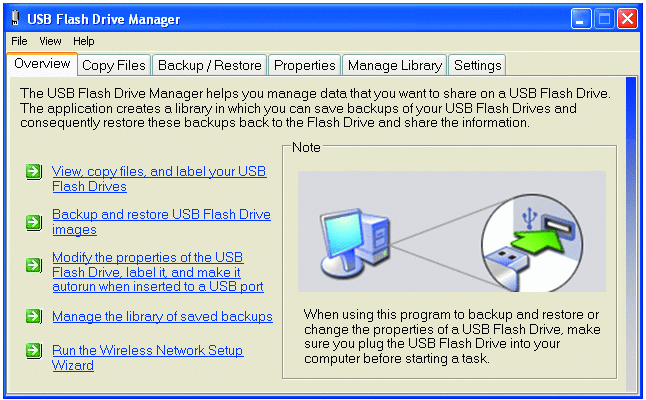 USB Flash Drive Manager
File View Help
Overview Copy Files Backup / Restore Properties Manage Library Settings
The USB Flash Drive Manager helps you manage data that you want to share on a USB Flash Drive.
The application creates a library in which you can save backups of your USB Flash Drives and
consequently restore these backups back to the Flash Drive and share the information.
View, copy files, and label your USB
Flash Drives
Backup and restore USB Flash Drive
images
Modify the properties of the USB
Flash Drive, label it, and make it
autorun when inserted to a USB port
Manage the library of saved backups
Run the Wireless Network Setup
Wizard
Note
When using this program to backup and restore or
change the properties of a USB Flash Drive, make
sure you plug the USB Flash Drive into your
computer before starting a task.